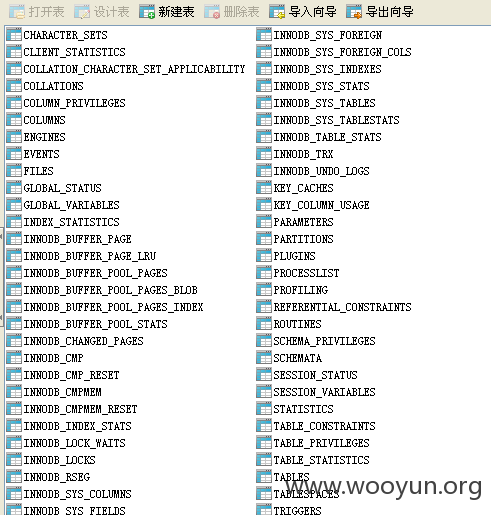 打开表 设计表 新建表 删除表 导入向导 导出向导
CHARACTER_SETS
CLIENT_STATISTICS
COLLATION_CHARACTER_SET_APPLICABILITY
COLLATIONS
COLUMN_PRIVILEGES
COLUMNS
ENGINES
EVENTS
FILES
GLOBAL_STATUS
GLOBAL_VARIABLES
INDEX_STATISTICS
INNODB_BUFFER_PAGE
INNODB_BUFFER_PAGE_LRU
INNODB_BUFFER_POOL_PAGES
INNODB_BUFFER_POOL_PAGES_BLOB
INNODB_BUFFER_POOL_PAGES_INDEX
INNODB_BUFFER_POOL_STATS
INNODB_CHANGED_PAGES
INNODB_CMP
INNODB_CMP_RESET
INNODB_CMPMEM
INNODB_CMPMEM_RESET
INNODB_INDEX_STATS
INNODB_LOCK_WAITS
INNODB_LOCKS
INNODB_RSEG
INNODB_SYS_COLUMNS
INNODB_SYS_FIELDS
INNODB_SYS_FOREIGN
INNODB_SYS_FOREIGN_COLS
INNODB_SYS_INDEXES
INNODB_SYS_STATS
INNODB_SYS_TABLES
INNODB_SYS_TABLESTATS
INNODB_TABLE_STATS
INNODB_TRX
INNODB_UNDO_LOGS
KEY_CACHES
KEY_COLUMN_USAGE
PARAMETERS
PARTITIONS
PLUGINS
PROCESSLIST
PROFILING
REFERENTIAL_CONSTRAINTS
ROUTINES
SCHEMA_PRIVILEGES
SCHEMATA
SESSION_STATUS
SESSION_VARIABLES
STATISTICS
TABLE_CONSTRAINTS
TABLE_PRIVILEGES
TABLE_STATISTICS
TABLES
TABLESPACES
TRIGGERS
www.wooyun.org